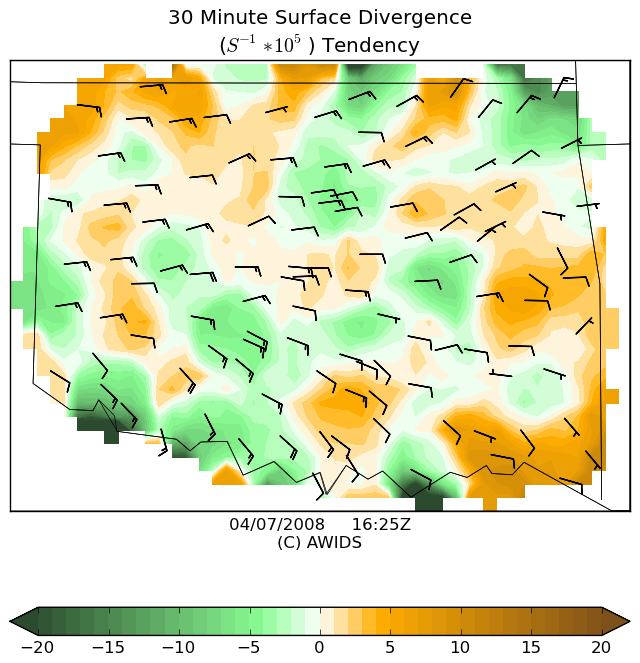 30 Minute Surface Divergence
(S⁻¹ *10⁵ ) Tendency
04/07/2008 16:25Z
(C) AWIDS
−20 −15 −10 −5 0 5 10 15 20